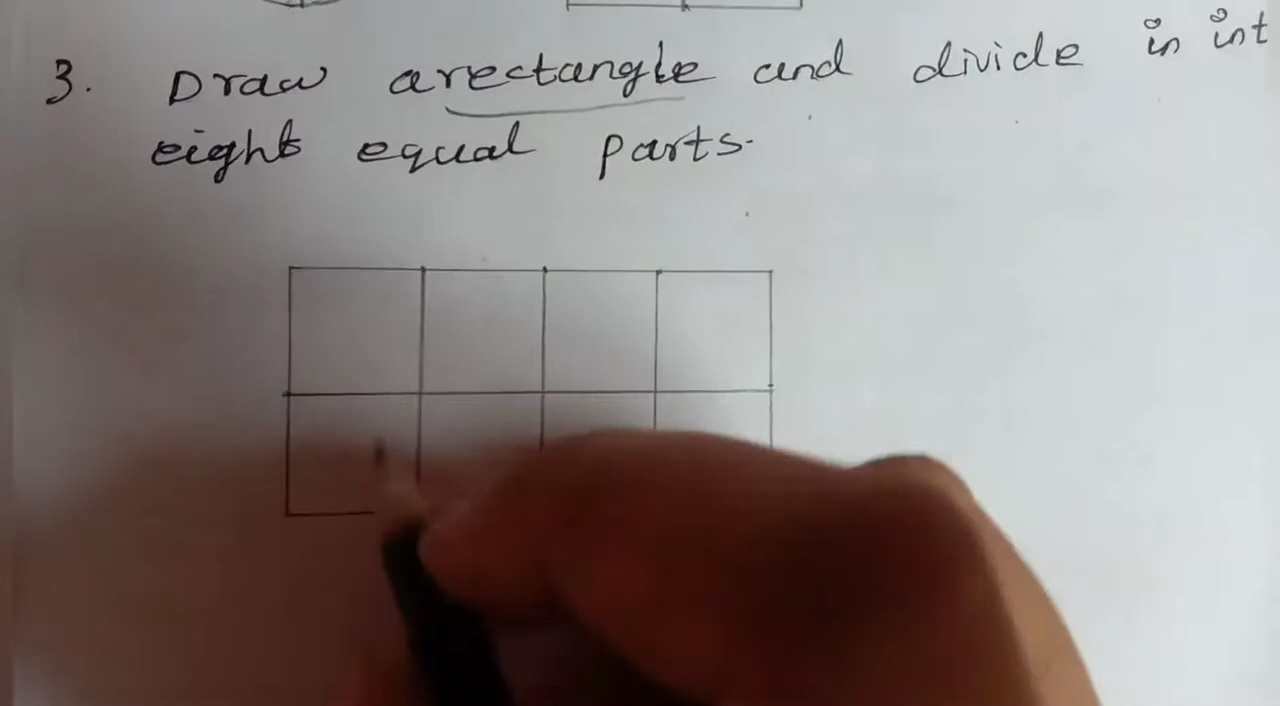 3. Draw a rectangle and divide in int
eight equal parts.